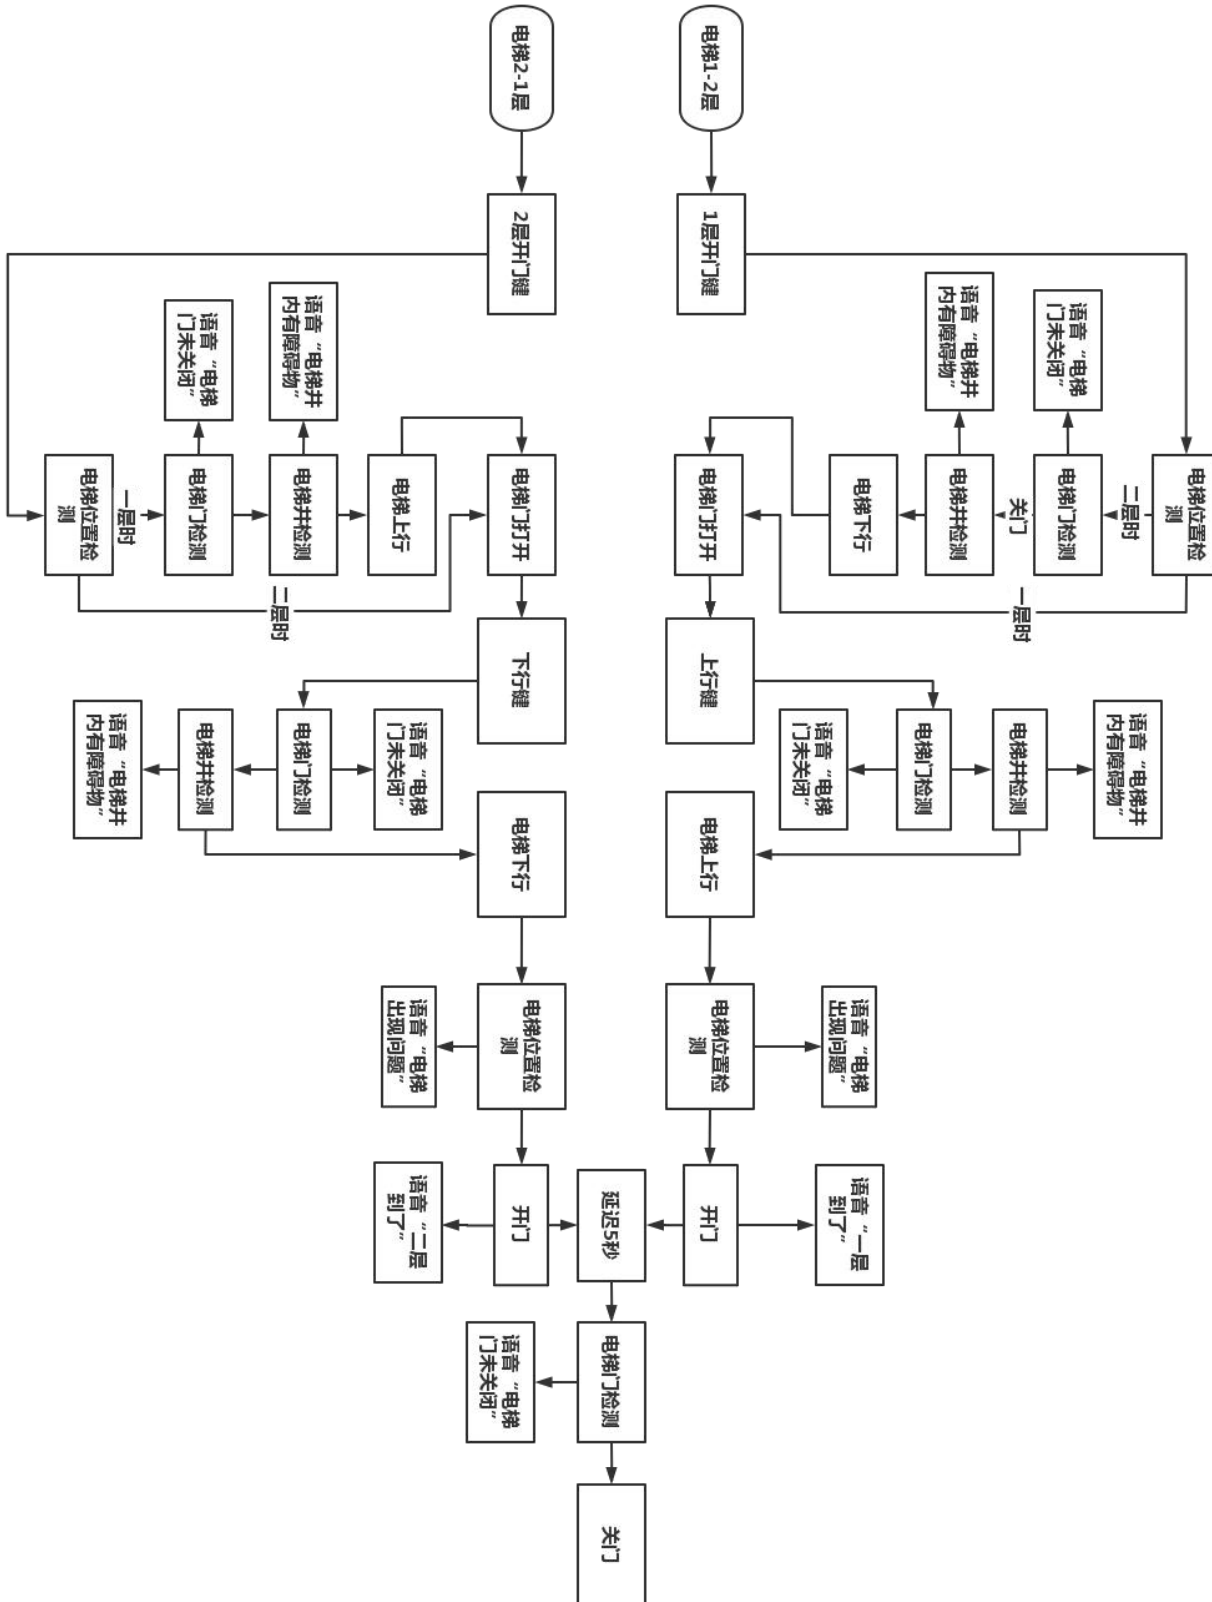 电梯1-2层
1层开门键
电梯位置检
测
二层时
电梯门检测
语音“电梯
门未关闭”
关门
电梯井检测
语音“电梯井
内有障碍物”
电梯下行
一层时
电梯门打开
上行键
电梯门检测
语音“电梯
门未关闭”
电梯井检测
语音“电梯井
内有障碍物”
电梯上行
电梯位置检
测
语音“电梯
出现问题”
开门
语音“一层
到了”
延迟5秒
电梯门检测
语音“电梯
门未关闭”
关门
电梯2-1层
2层开门键
电梯位置检
测
一层时
电梯门检测
语音“电梯
门未关闭”
电梯井检测
语音“电梯井
内有障碍物”
电梯上行
二层时
电梯门打开
下行键
电梯门检测
语音“电梯
门未关闭”
电梯井检测
语音“电梯井
内有障碍物”
电梯下行
电梯位置检
测
语音“电梯
出现问题”
开门
语音“二层
到了”